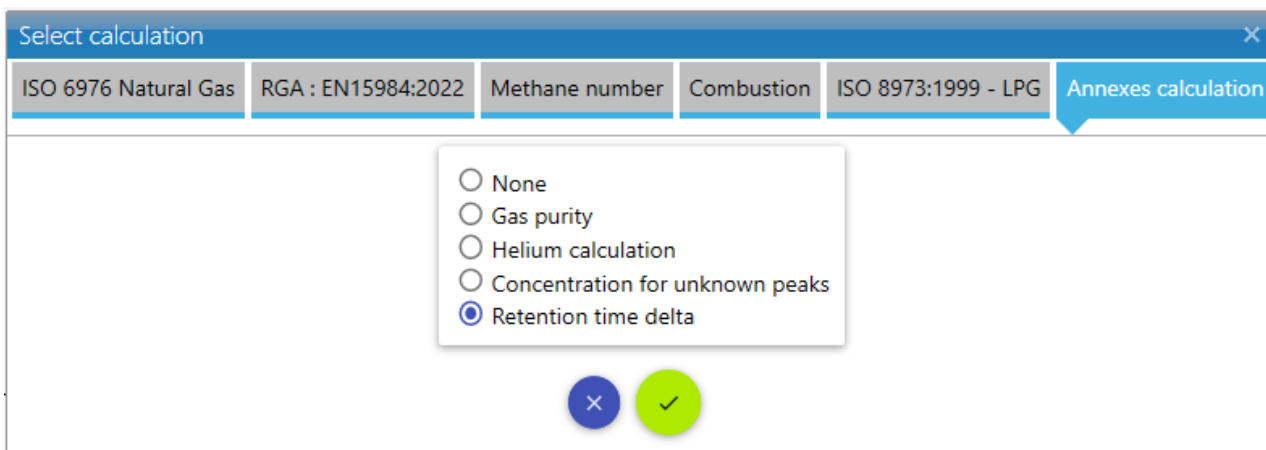 Select calculation
ISO 6976 Natural Gas RGA : EN15984:2022 Methane number Combustion ISO 8973:1999 - LPG Annexes calculation
None
Gas purity
Helium calculation
Concentration for unknown peaks
Retention time delta